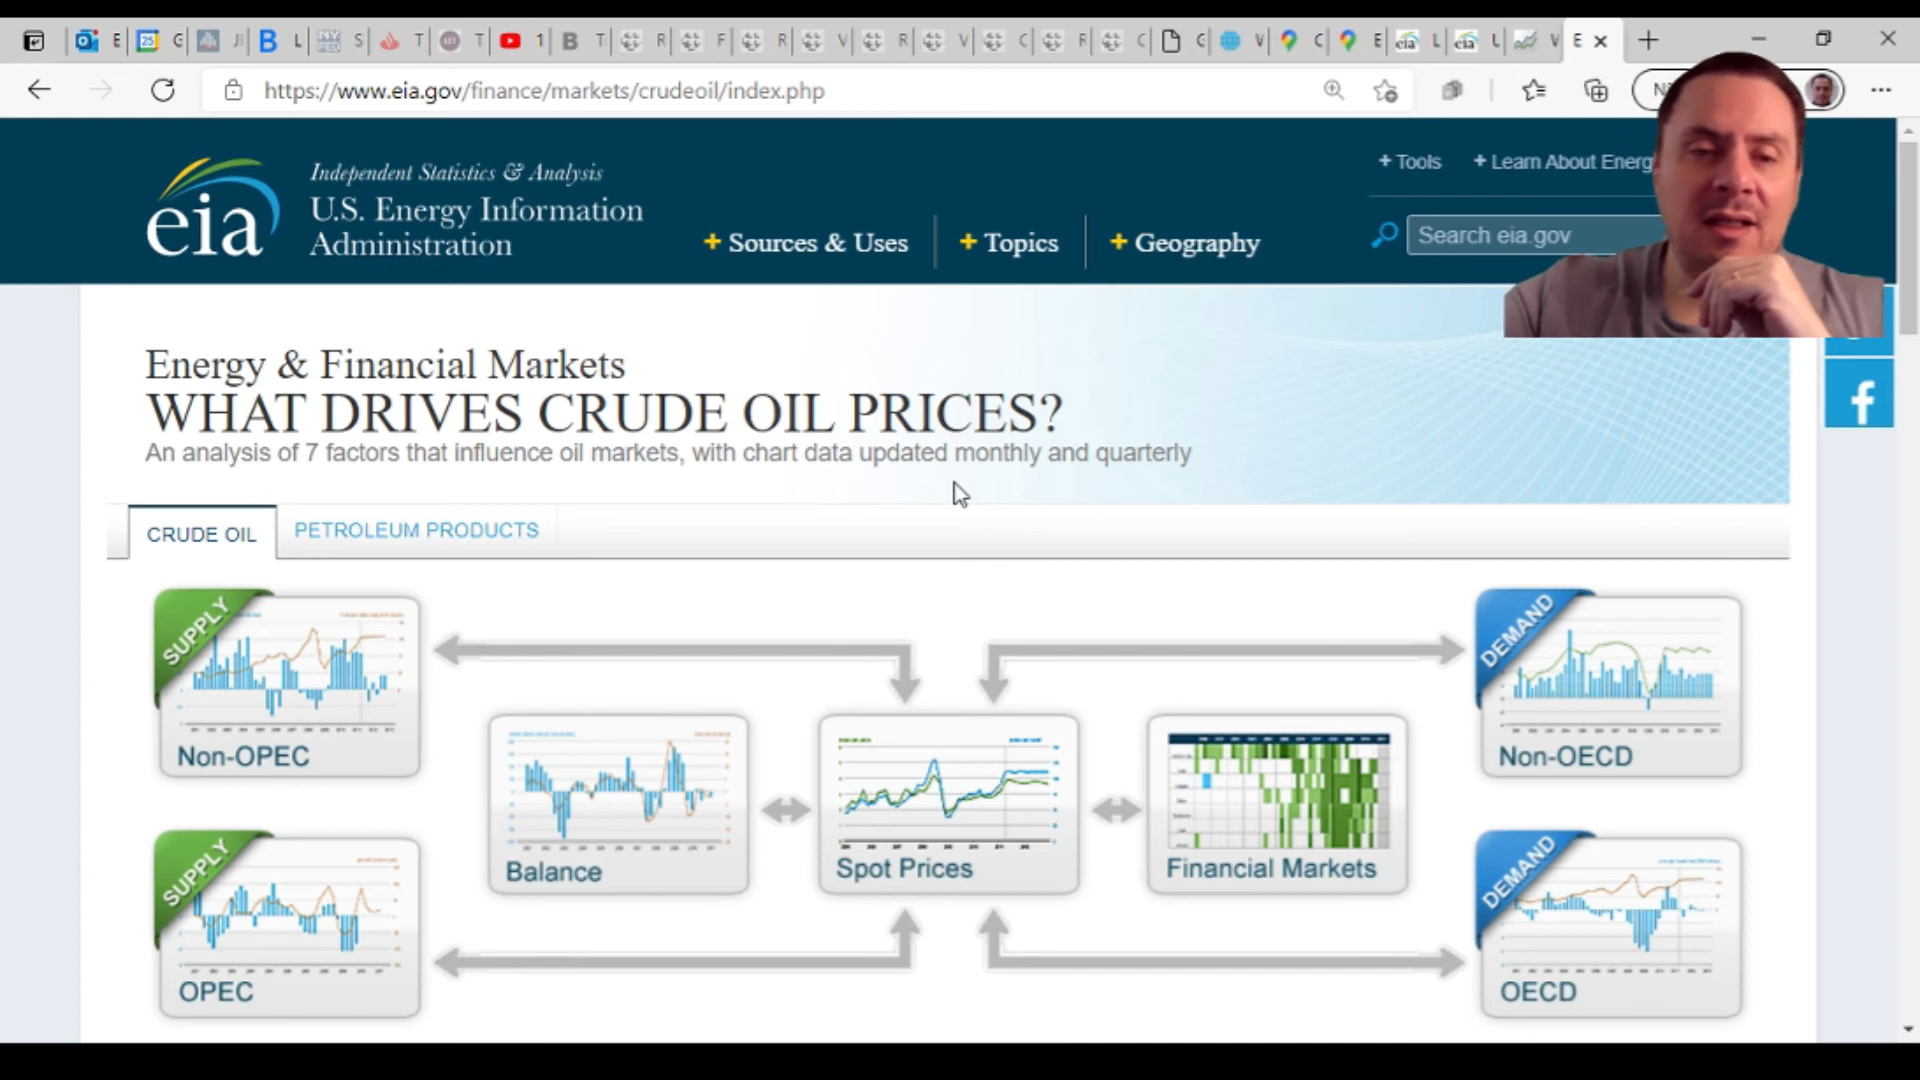 https://www.eia.gov/finance/markets/crudeoil/index.php
+ Tools
+ Learn About Energ
Independent Statistics & Analysis
U.S. Energy Information
Administration
eia
+ Sources & Uses
+ Topics
+ Geography
Search eia.gov
Energy & Financial Markets
WHAT DRIVES CRUDE OIL PRICES?
An analysis of 7 factors that influence oil markets, with chart data updated monthly and quarterly
CRUDE OIL
PETROLEUM PRODUCTS
SUPPLY
Non-OPEC
DEMAND
Non-OECD
Balance
Spot Prices
Financial Markets
SUPPLY
OPEC
DEMAND
OECD